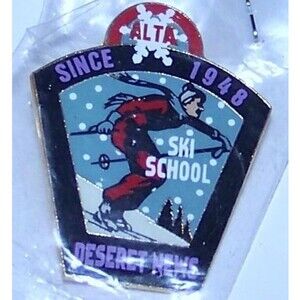 ALTA
SINCE 1948
SKI
SCHOOL
DESERET NEWS